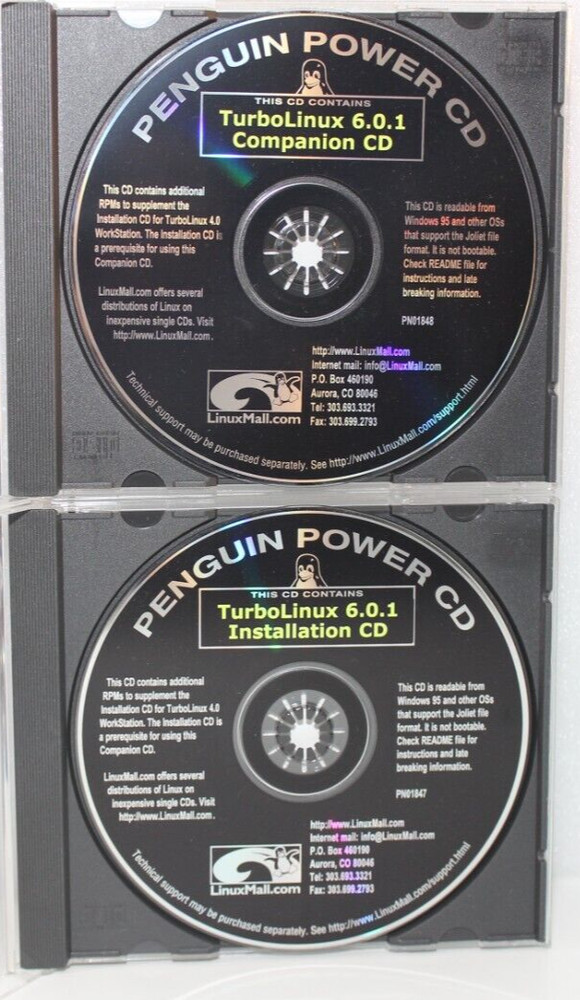 PENGUIN POWER CD
THIS CD CONTAINS
TurboLinux 6.0.1
Companion CD
This CD contains additional
RPMs to supplement the
Installation CD for TurboLinux 4.0
WorkStation. The Installation CD is
a prerequisite for using this
Companion CD.
LinuxMall.com offers several
distributions of Linux on
inexpensive single CDs. Visit
http://www.LinuxMall.com.
This CD is readable from
Windows 95 and other OSs
that support the Joliet file
format. It is not bootable.
Check README file for
instructions and late
breaking information.
PN01848
http://www.LinuxMall.com
Internet mail: info@LinuxMall.com
P.O. Box 460190
Aurora, CO 80046
Tel: 303.693.3321
Fax: 303.699.2793
LinuxMall.com
Technical support may be purchased separately. See http://www.LinuxMall.com/support.html
PENGUIN POWER CD
THIS CD CONTAINS
TurboLinux 6.0.1
Installation CD
This CD contains additional
RPMs to supplement the
Installation CD for TurboLinux 4.0
WorkStation. The Installation CD is
a prerequisite for using this
Companion CD.
LinuxMall.com offers several
distributions of Linux on
inexpensive single CDs. Visit
http://www.LinuxMall.com.
This CD is readable from
Windows 95 and other OSs
that support the Joliet file
format. It is not bootable.
Check README file for
instructions and late
breaking information.
PN01847
http://www.LinuxMall.com
Internet mail: info@LinuxMall.com
P.O. Box 460190
Aurora, CO 80046
Tel: 303.693.3321
Fax: 303.699.2793
LinuxMall.com
Technical support may be purchased separately. See http://www.LinuxMall.com/support.html